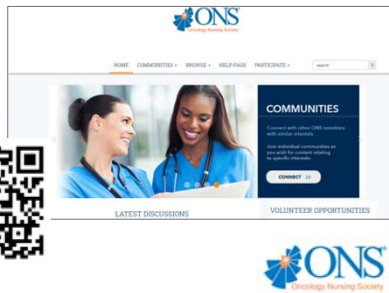 ONS
Oncology Nursing Society
HOME COMMUNITIES BROWSE HELP/FAQS PARTICIPATE search
COMMUNITIES
Connect with other ONS members
with similar interests.
Join individual communities as
you wish for content relating
to specific interests.
CONNECT >>
LATEST DISCUSSIONS
VOLUNTEER OPPORTUNITIES
ONS
Oncology Nursing Society